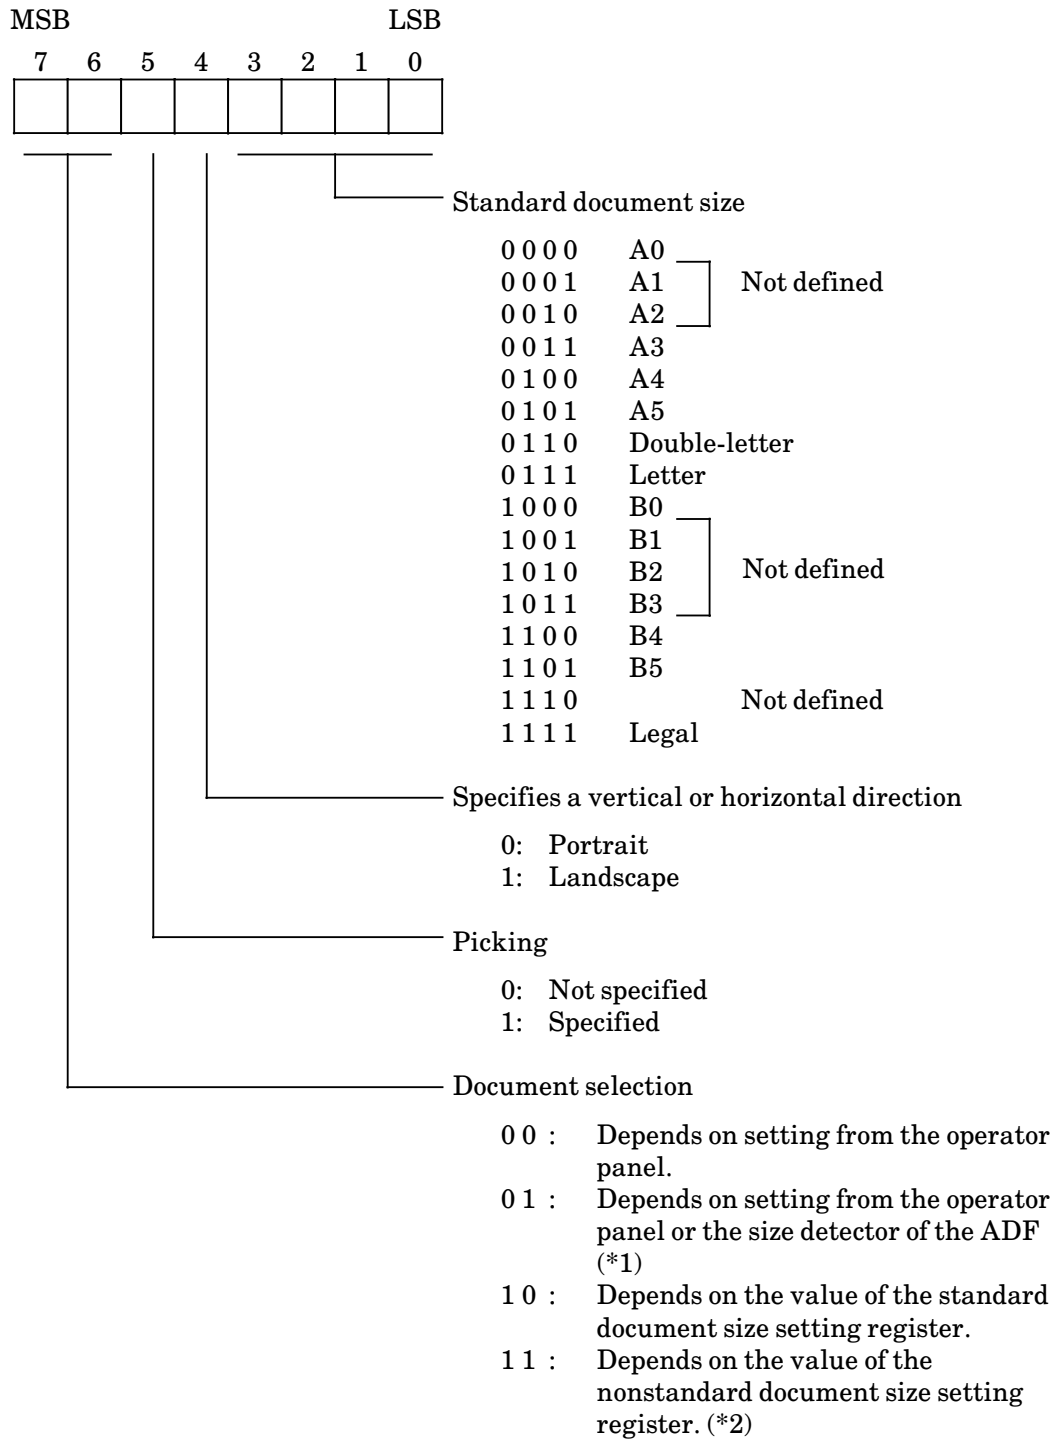 MSB LSB
7 6 5 4 3 2 1 0
Standard document size
0 0 0 0 A0
0 0 0 1 A1 Not defined
0 0 1 0 A2
0 0 1 1 A3
0 1 0 0 A4
0 1 0 1 A5
0 1 1 0 Double-letter
0 1 1 1 Letter
1 0 0 0 B0
1 0 0 1 B1
1 0 1 0 B2 Not defined
1 0 1 1 B3
1 1 0 0 B4
1 1 0 1 B5
1 1 1 0 Not defined
1 1 1 1 Legal
Specifies a vertical or horizontal direction
0: Portrait
1: Landscape
Picking
0: Not specified
1: Specified
Document selection
0 0 : Depends on setting from the operator
panel.
0 1 : Depends on setting from the operator
panel or the size detector of the ADF
(*1)
1 0 : Depends on the value of the standard
document size setting register.
1 1 : Depends on the value of the
nonstandard document size setting
register. (*2)